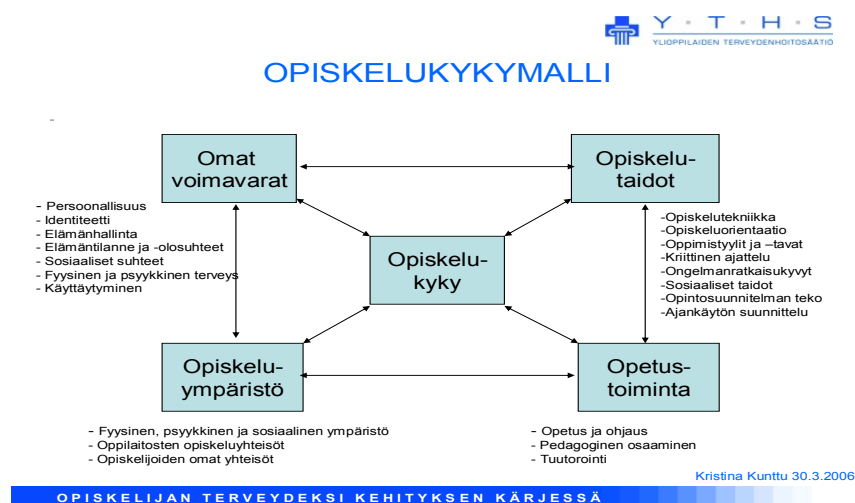 Y · T · H · S
YLIOPPILAIDEN TERVEYDENHOITOSÄÄTIÖ
OPISKELUKYKYMALLI
-
Omat
voimavarat
Opiskelu-
taidot
- Persoonallisuus
- Identiteetti
- Elämänhallinta
- Elämäntilanne ja -olosuhteet
- Sosiaaliset suhteet
- Fyysinen ja psyykkinen terveys
- Käyttäytyminen
Opiskelu-
kyky
-Opiskelutekniikka
-Opiskeluorientaatio
-Oppimistyylit ja –tavat
-Kriittinen ajattelu
-Ongelmanratkaisukyvyt
-Sosiaaliset taidot
-Opintosuunnitelman teko
-Ajankäytön suunnittelu
Opiskelu-
ympäristö
Opetus-
toiminta
- Fyysinen, psyykkinen ja sosiaalinen ympäristö
- Oppilaitosten opiskeluyhteisöt
- Opiskelijoiden omat yhteisöt
- Opetus ja ohjaus
- Pedagoginen osaaminen
- Tuutorointi
Kristina Kunttu 30.3.2006
OPISKELIJAN TERVEYDEKSI KEHITYKSEN KÄRJESSÄ